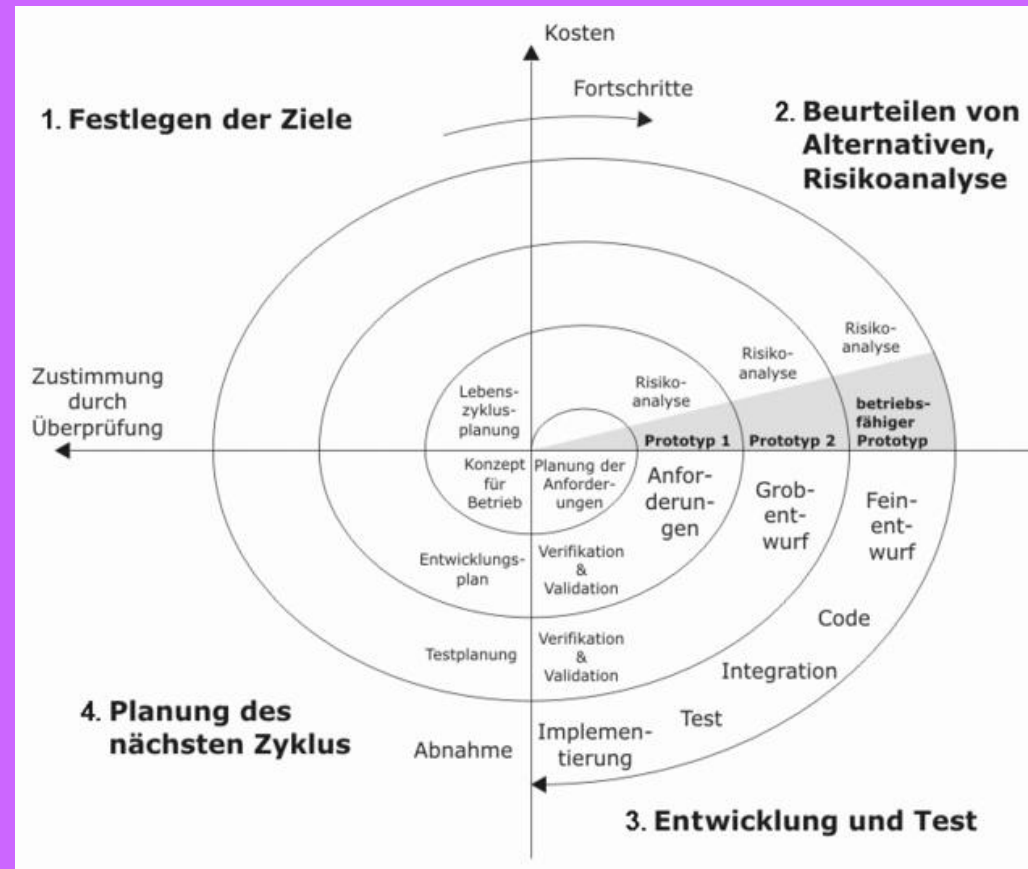 Kosten
Fortschritte
1. Festlegen der Ziele
2. Beurteilen von
Alternativen,
Risikoanalyse
Zustimmung
durch
Überprüfung
Lebens-
zyklus-
planung
Risiko-
analyse
Risiko-
analyse
Risiko-
analyse
Prototyp 1
Prototyp 2
betriebs-
fähiger
Prototyp
Konzept
für
Betrieb
Planung der
Anforder-
ungen
Anfor-
derun-
gen
Grob-
ent-
wurf
Fein-
ent-
wurf
Entwicklungs-
plan
Verifikation
&
Validation
Code
Testplanung
Verifikation
&
Validation
Integration
4. Planung des
nächsten Zyklus
Abnahme
Implemen-
tierung
Test
3. Entwicklung und Test